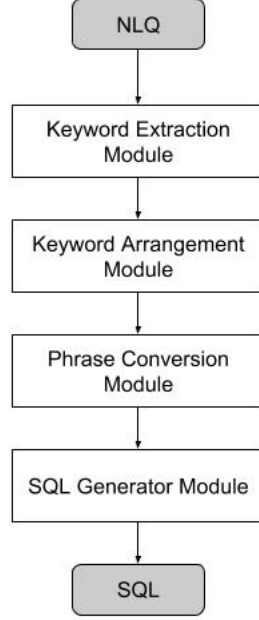 NLQ
Keyword Extraction
Module
Keyword Arrangement
Module
Phrase Conversion
Module
SQL Generator Module
SQL